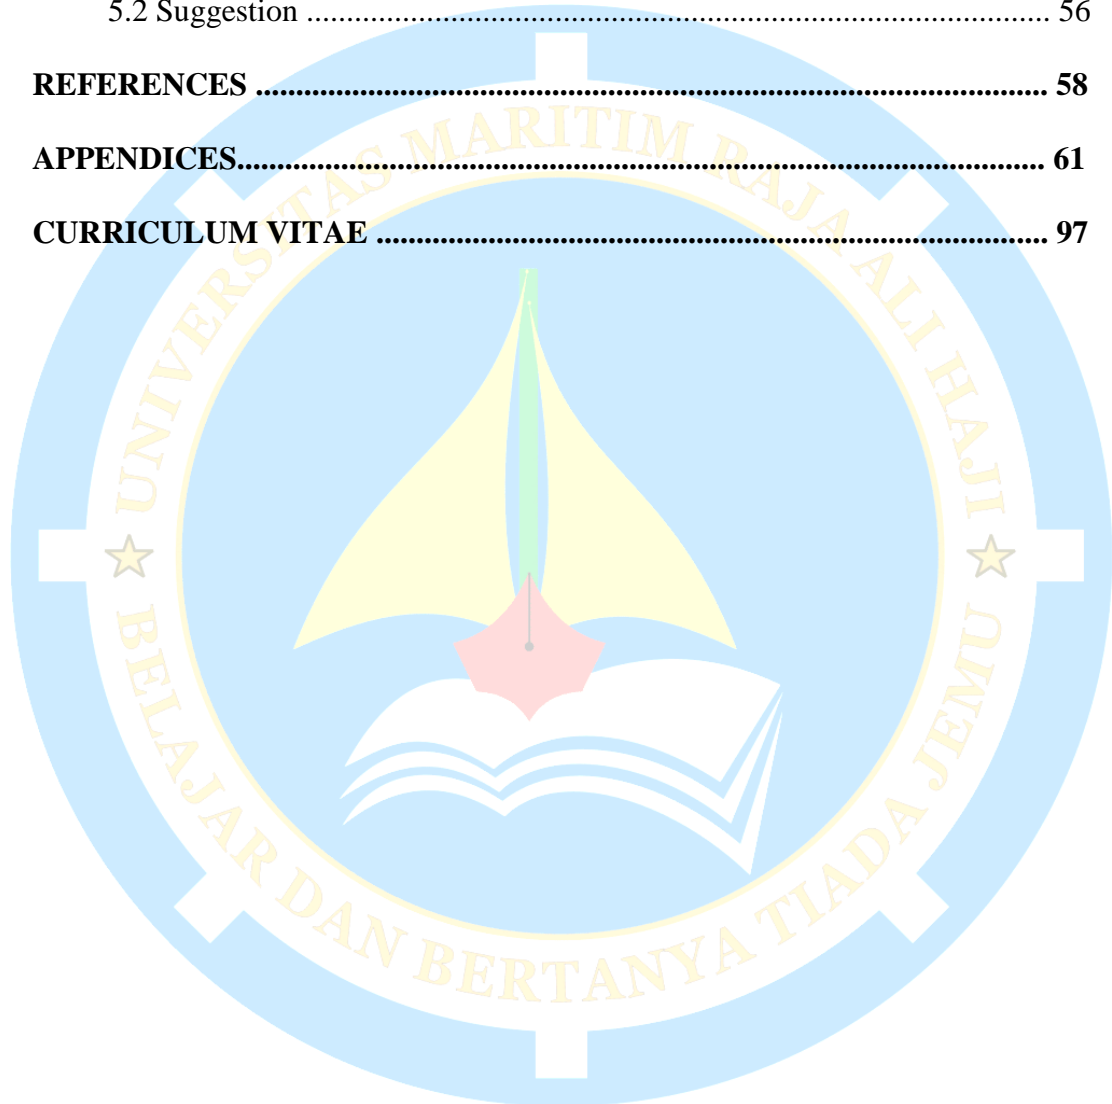 5.2 Suggestion ................................................................................................ 56
REFERENCES .................................................................................................... 58
APPENDICES...................................................................................................... 61
CURRICULUM VITAE ..................................................................................... 97
UNIVERSITAS MARITIM RAJA ALI HAJI
BELAJAR DAN BERTANYA TIADA JEMU